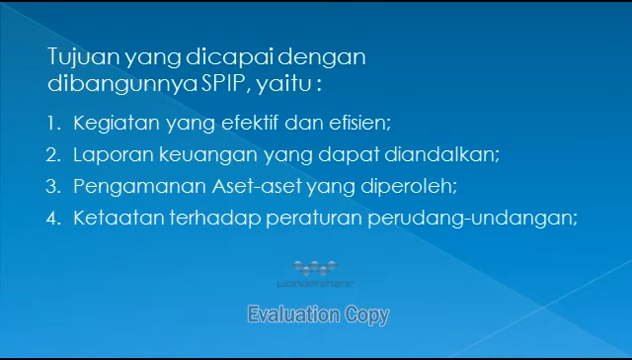 Tujuan yang dicapai dengan
dibangunnya SPIP, yaitu :
1. Kegiatan yang efektif dan efisien;
2. Laporan keuangan yang dapat diandalkan;
3. Pengamanan Aset-aset yang diperoleh;
4. Ketaatan terhadap peraturan perudang-undangan;
wondershare
Evaluation Copy